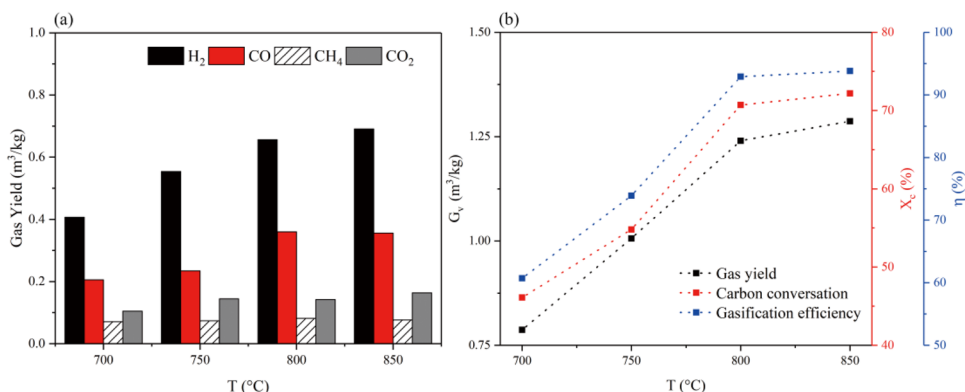 (a)
H2 CO CH4 CO2
1.0
0.8
0.6
0.4
0.2
0.0
Gas Yield (m³/kg)
700 750 800 850
T (°C)
(b)
1.50
1.25
1.00
0.75
Gv (m³/kg)
Gas yield
Carbon conversation
Gasification efficiency
700 750 800 850
T (°C)
80
70
60
50
40
Xc (%)
100
90
80
70
60
50
η (%)